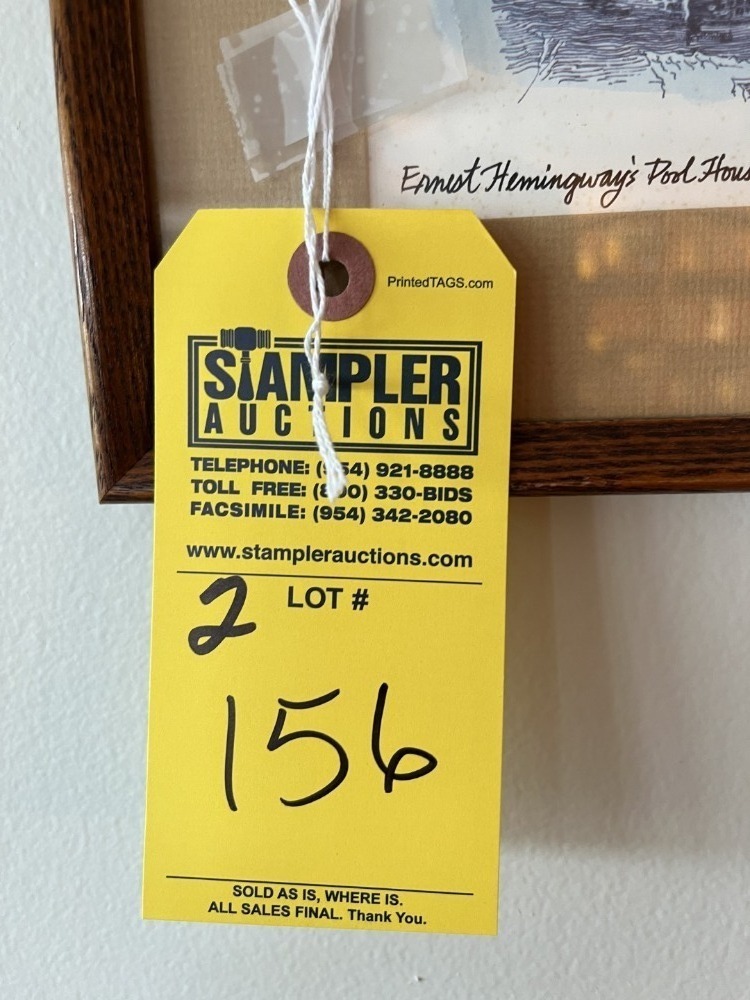 Ernest Hemingway's Pool
PrintedTAGS.com
STAMPLER
AUCTIONS
TELEPHONE: (954) 921-8888
TOLL FREE: (800) 330-BIDS
FACSIMILE: (954) 342-2080
www.stamplerauctions.com
2 LOT #
156
SOLD AS IS, WHERE IS.
ALL SALES FINAL. Thank You.